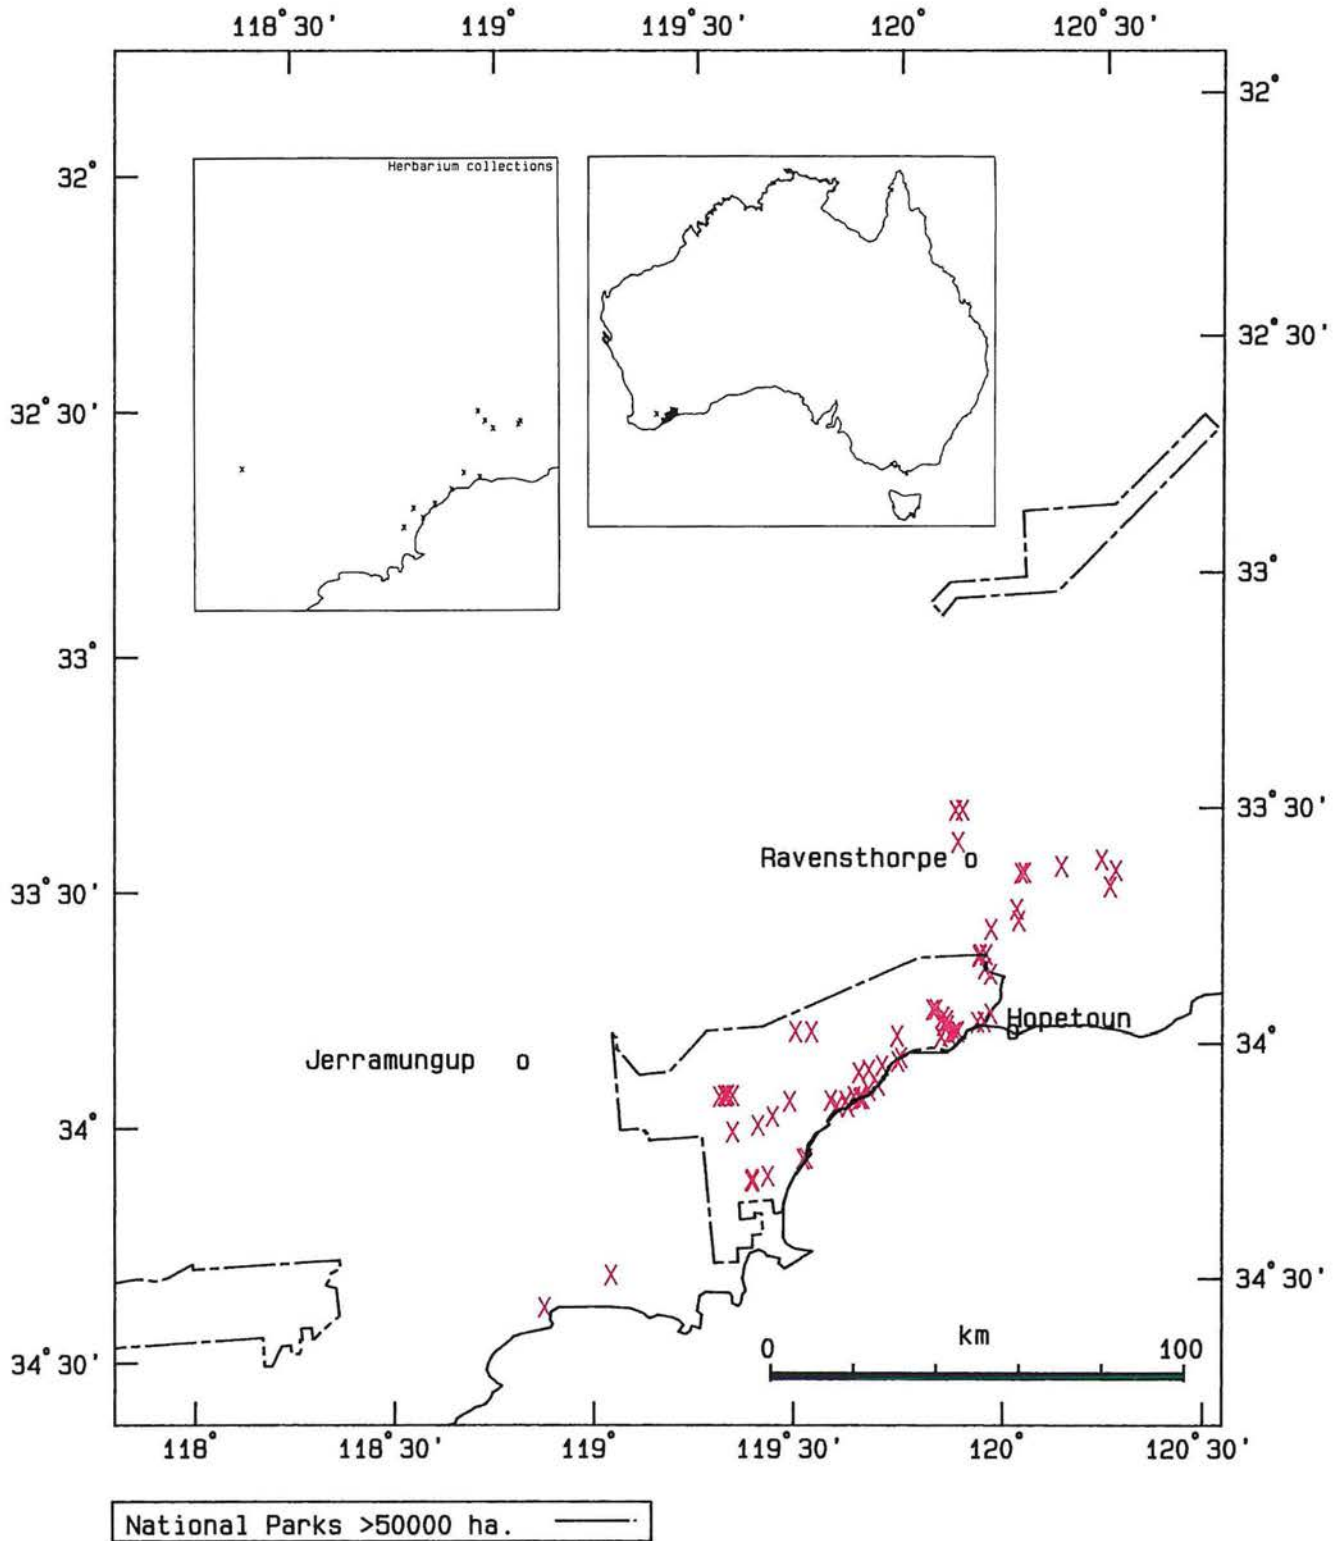 118°30' 119° 119°30' 120° 120°30'
32°
32°
Herbarium collections
32°30'
32°30'
33°
33°
33°30'
Ravensthorpe
33°30'
Hopetoun
34°
Jerramungup
34°
34°30'
0 km 100
34°30'
118° 118°30' 119° 119°30' 120° 120°30'
National Parks >50000 ha.